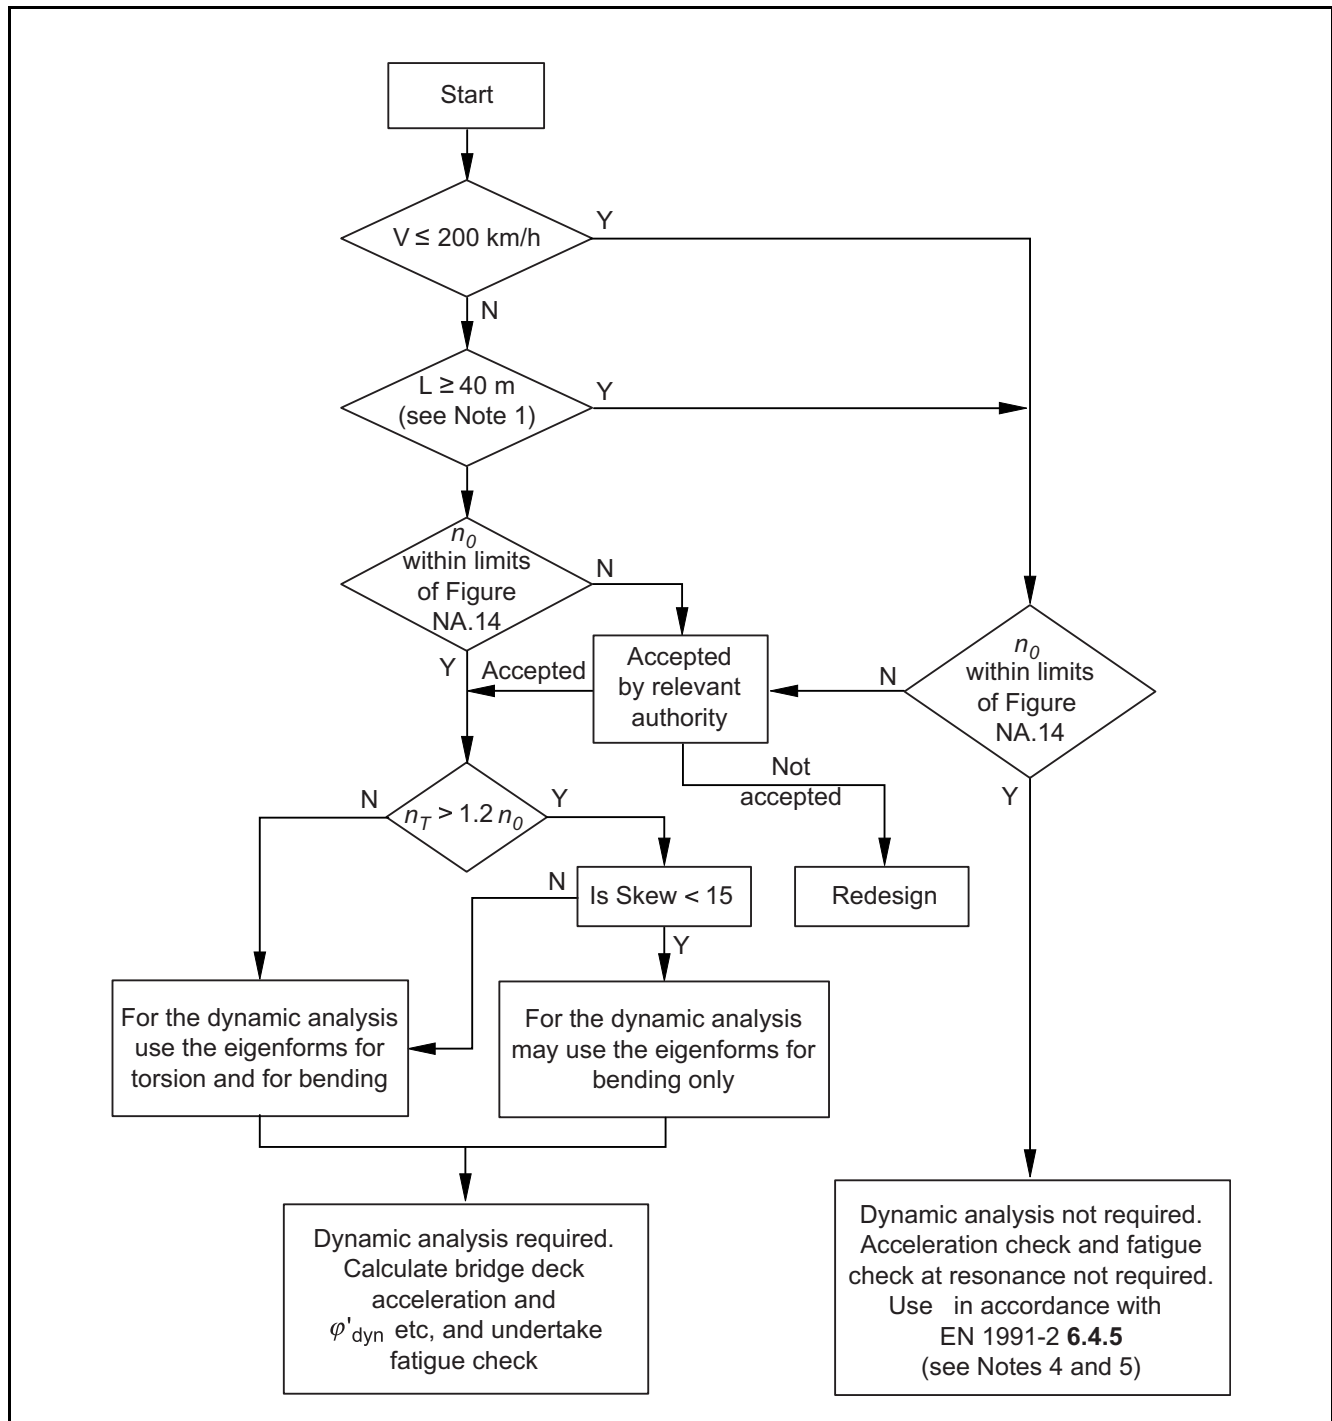 Start
V ≤ 200 km/h
Y
N
L ≥ 40 m
(see Note 1)
Y
n0
within limits
of Figure
NA.14
N
Y
Accepted
Accepted
by relevant
authority
N
n0
within limits
of Figure
NA.14
Y
Not
accepted
N
nT > 1.2 n0
Y
N
Is Skew < 15
Y
Redesign
For the dynamic analysis
use the eigenforms for
torsion and for bending
For the dynamic analysis
may use the eigenforms for
bending only
Dynamic analysis required.
Calculate bridge deck
acceleration and
φ'dyn etc, and undertake
fatigue check
Dynamic analysis not required.
Acceleration check and fatigue
check at resonance not required.
Use in accordance with
EN 1991-2 6.4.5
(see Notes 4 and 5)